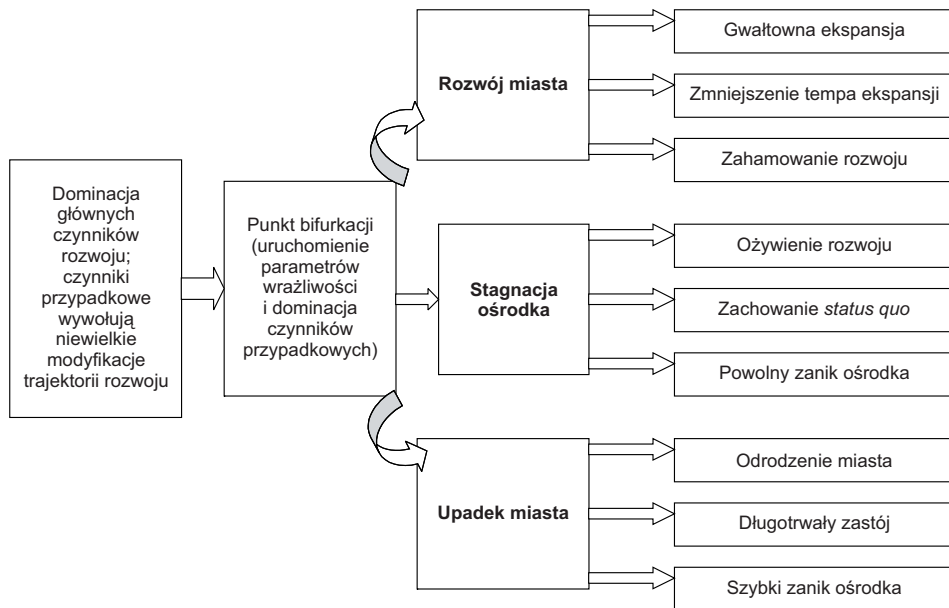 Dominacja
głównych
czynników
rozwoju;
czynniki
przypadkowe
wywołują
niewielkie
modyfikacje
trajektorii rozwoju
Punkt bifurkacji
(uruchomienie
parametrów
wrażliwości
i dominacja
czynników
przypadkowych)
Rozwój miasta
Gwałtowna ekspansja
Zmniejszenie tempa ekspansji
Zahamowanie rozwoju
Stagnacja
ośrodka
Ożywienie rozwoju
Zachowanie status quo
Powolny zanik ośrodka
Upadek miasta
Odrodzenie miasta
Długotrwały zastój
Szybki zanik ośrodka